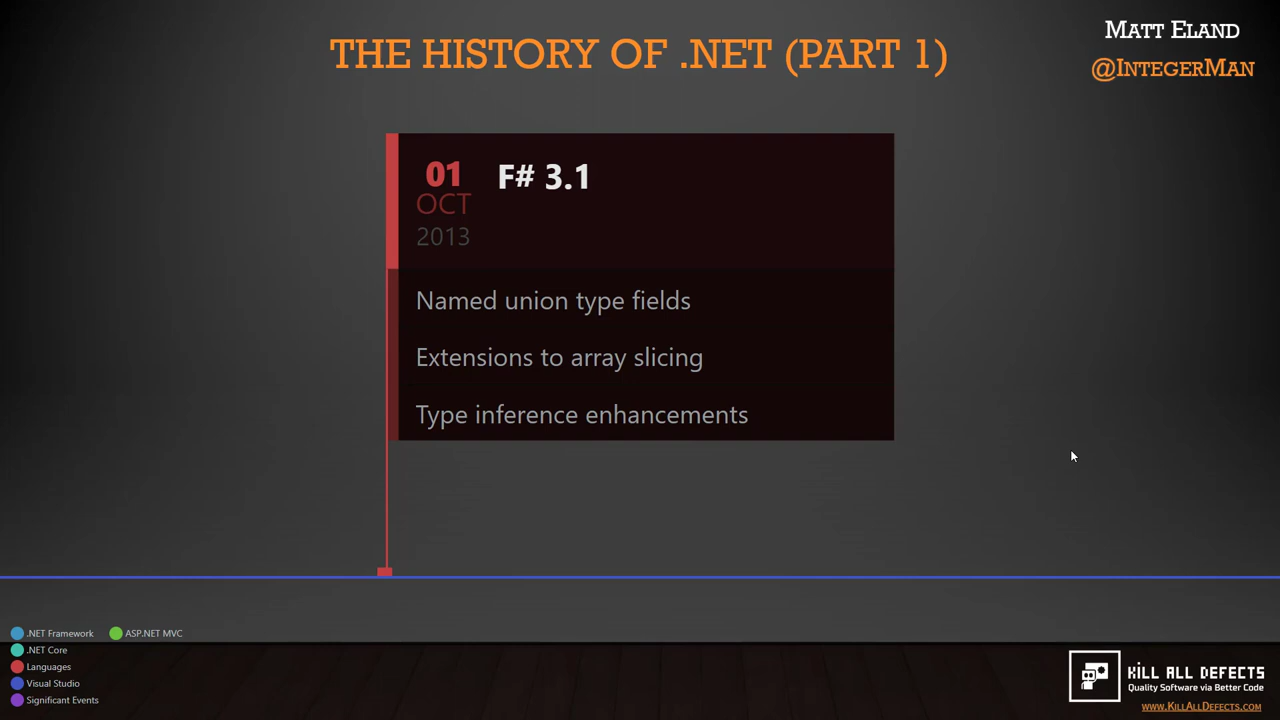 THE HISTORY OF .NET (PART 1)
MATT ELAND
@INTEGERMAN
01
OCT
2013
F# 3.1
Named union type fields
Extensions to array slicing
Type inference enhancements
.NET Framework
ASP.NET MVC
.NET Core
Languages
Visual Studio
Significant Events
KILL ALL DEFECTS
Quality Software via Better Code
WWW.KILLALLDEFECTS.COM